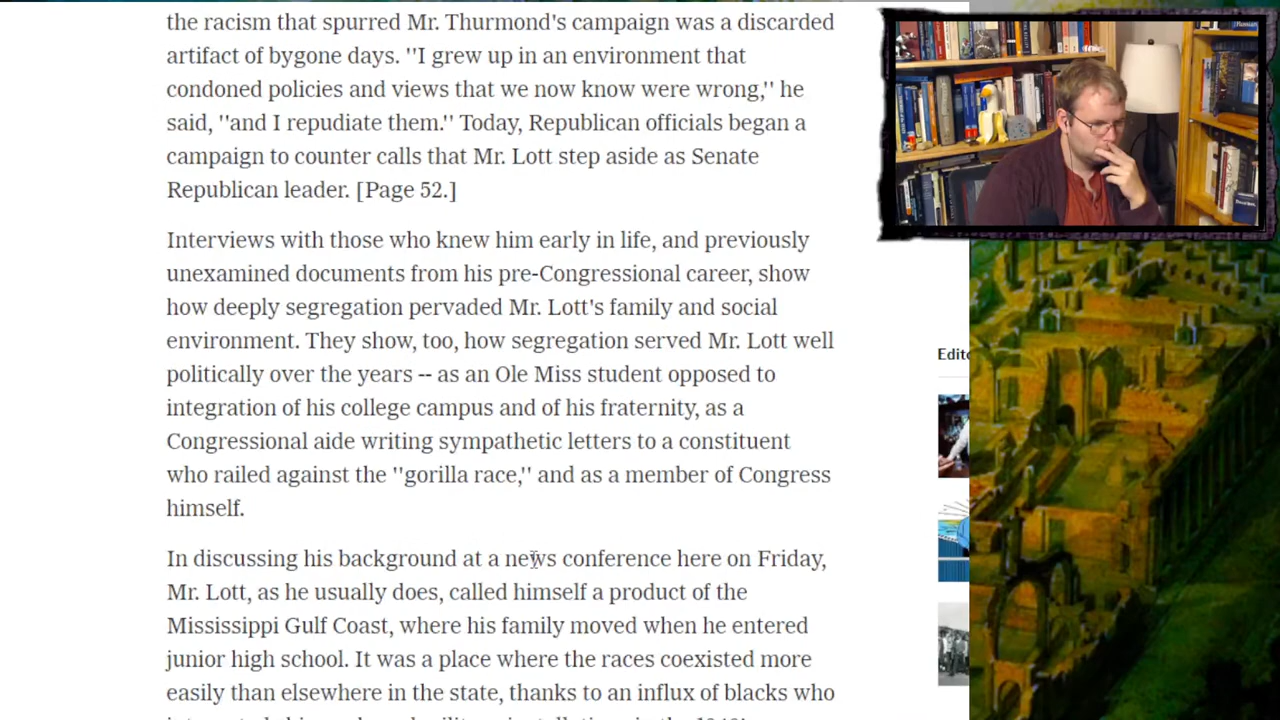 the racism that spurred Mr. Thurmond's campaign was a discarded
artifact of bygone days. ''I grew up in an environment that
condoned policies and views that we now know were wrong,'' he
said, ''and I repudiate them.'' Today, Republican officials began a
campaign to counter calls that Mr. Lott step aside as Senate
Republican leader. [Page 52.]
Interviews with those who knew him early in life, and previously
unexamined documents from his pre-Congressional career, show
how deeply segregation pervaded Mr. Lott's family and social
environment. They show, too, how segregation served Mr. Lott well
politically over the years -- as an Ole Miss student opposed to
integration of his college campus and of his fraternity, as a
Congressional aide writing sympathetic letters to a constituent
who railed against the ''gorilla race,'' and as a member of Congress
himself.
In discussing his background at a news conference here on Friday,
Mr. Lott, as he usually does, called himself a product of the
Mississippi Gulf Coast, where his family moved when he entered
junior high school. It was a place where the races coexisted more
easily than elsewhere in the state, thanks to an influx of blacks who